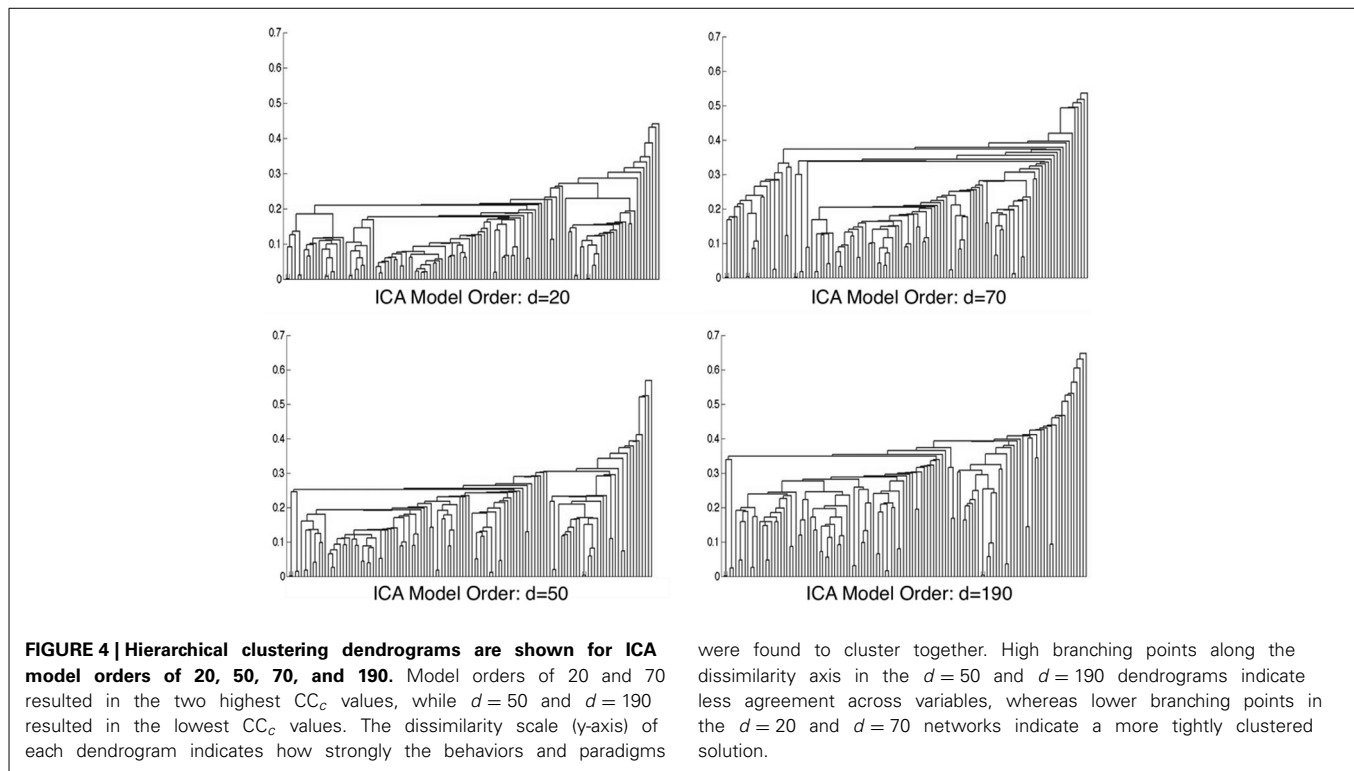 0.7
0.6
0.5
0.4
0.3
0.2
0.1
0
ICA Model Order: d=20
0.7
0.6
0.5
0.4
0.3
0.2
0.1
0
ICA Model Order: d=70
0.7
0.6
0.5
0.4
0.3
0.2
0.1
0
ICA Model Order: d=50
0.7
0.6
0.5
0.4
0.3
0.2
0.1
0
ICA Model Order: d=190
FIGURE 4 | Hierarchical clustering dendrograms are shown for ICA
model orders of 20, 50, 70, and 190. Model orders of 20 and 70
resulted in the two highest CCc values, while d = 50 and d = 190
resulted in the lowest CCc values. The dissimilarity scale (y-axis) of
each dendrogram indicates how strongly the behaviors and paradigms
were found to cluster together. High branching points along the
dissimilarity axis in the d = 50 and d = 190 dendrograms indicate
less agreement across variables, whereas lower branching points in
the d = 20 and d = 70 networks indicate a more tightly clustered
solution.